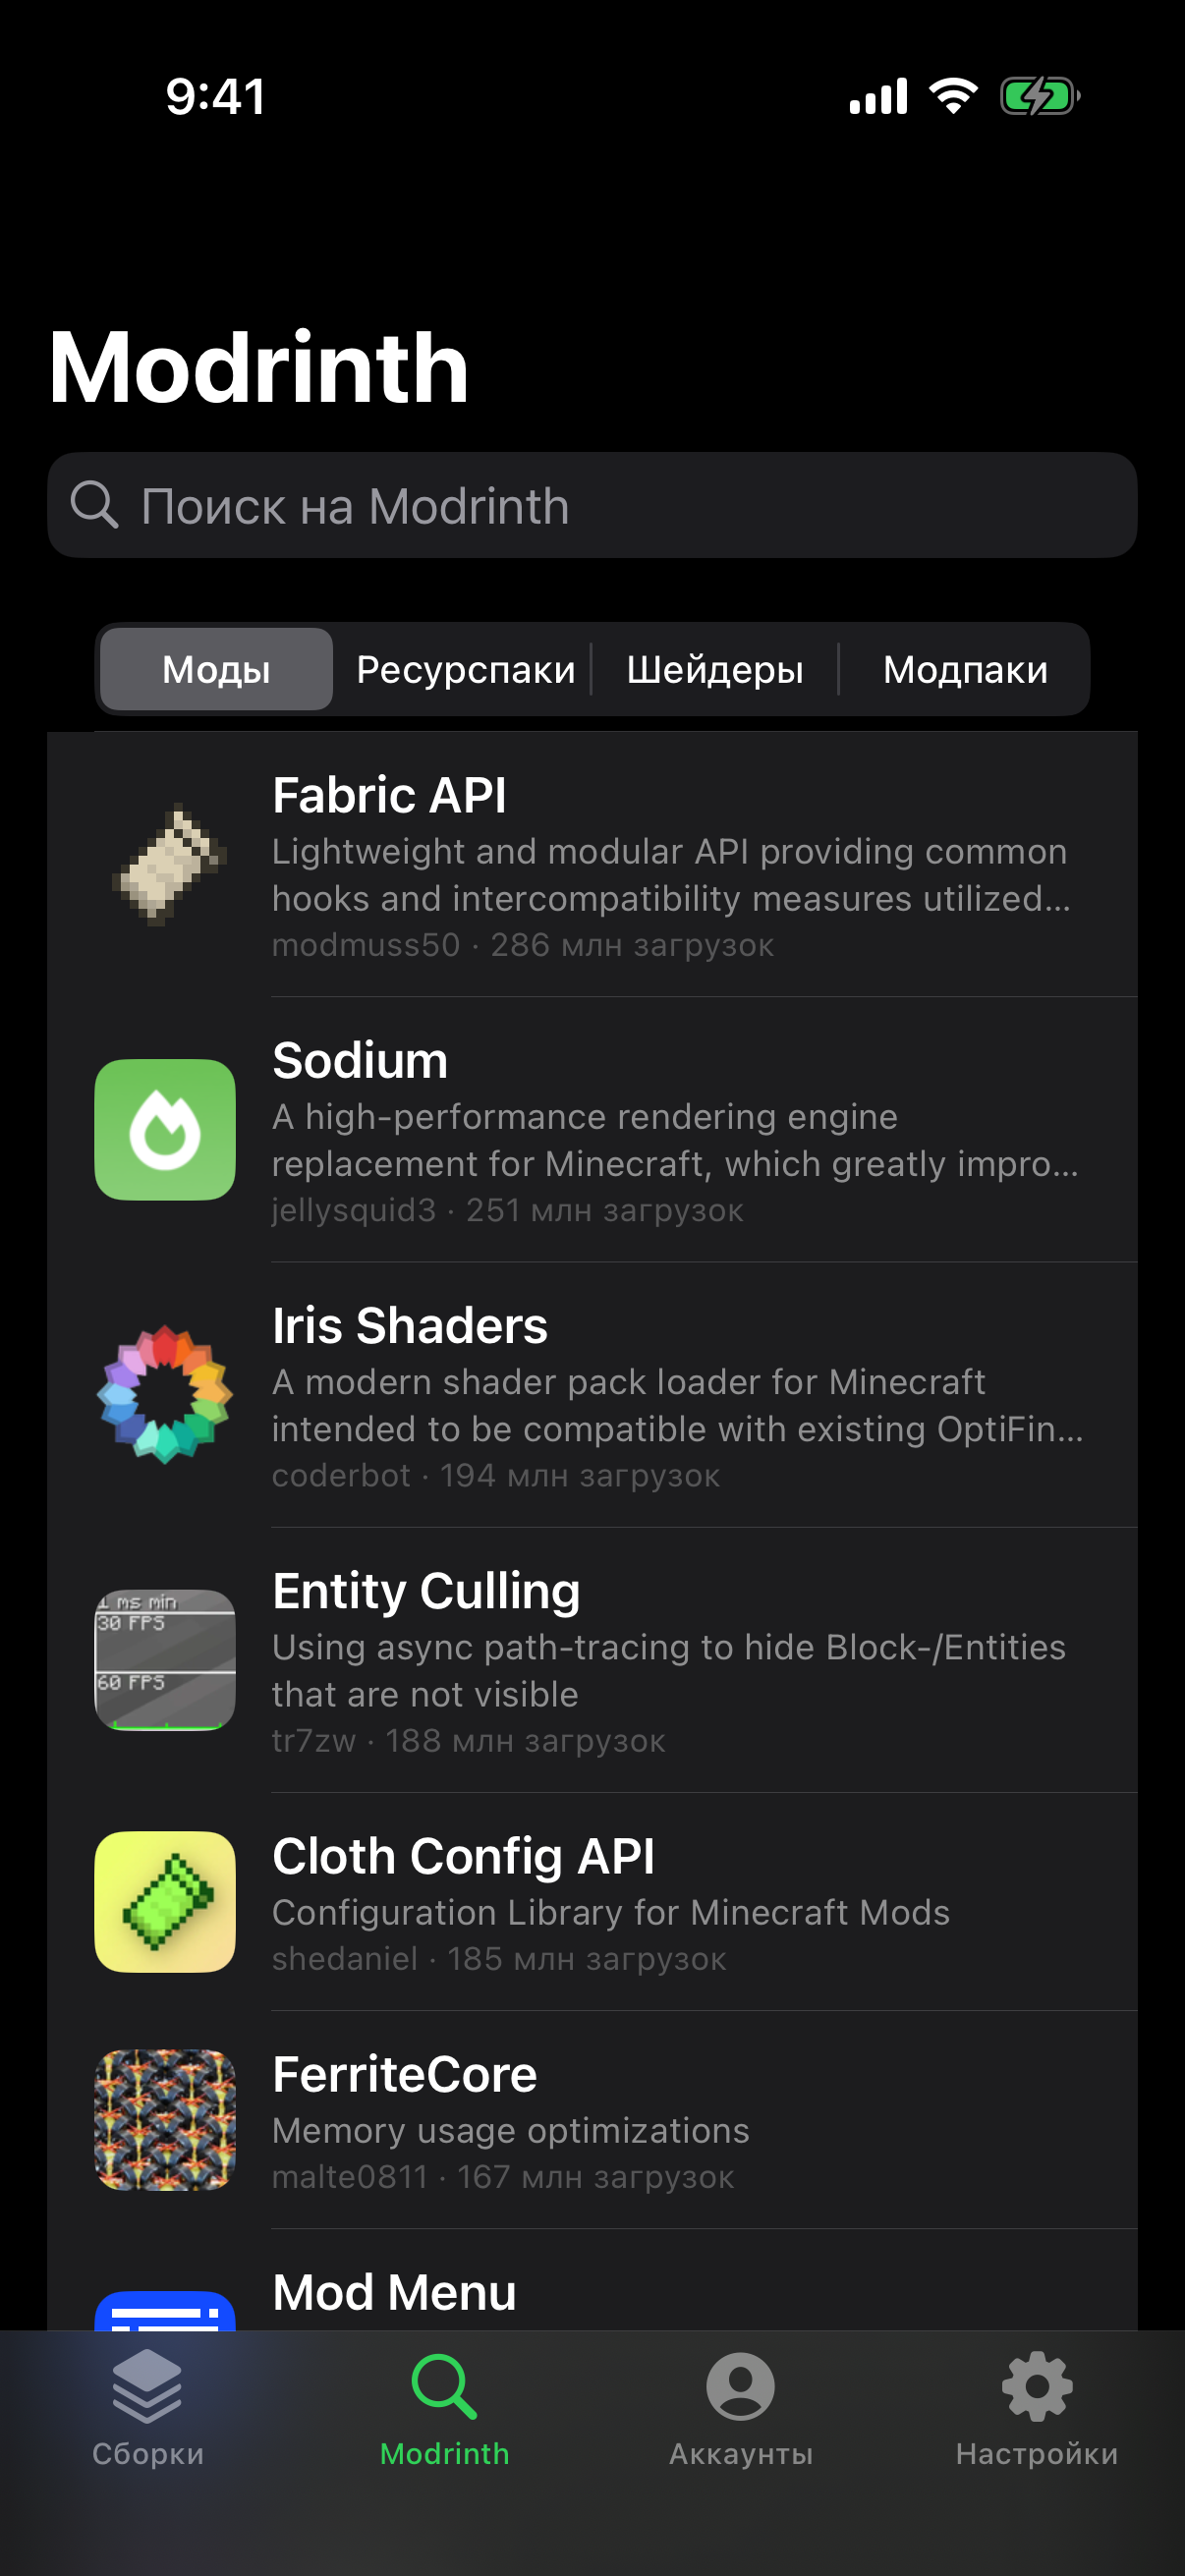 9:41
Modrinth
Поиск на Modrinth
Моды Ресурспаки Шейдеры Модпаки
Fabric API
Lightweight and modular API providing common
hooks and intercompatibility measures utilized...
modmuss50 · 286 млн загрузок
Sodium
A high-performance rendering engine
replacement for Minecraft, which greatly impro...
jellysquid3 · 251 млн загрузок
Iris Shaders
A modern shader pack loader for Minecraft
intended to be compatible with existing OptiFin...
coderbot · 194 млн загрузок
1 ms min
30 FPS
60 FPS
Entity Culling
Using async path-tracing to hide Block-/Entities
that are not visible
tr7zw · 188 млн загрузок
Cloth Config API
Configuration Library for Minecraft Mods
shedaniel · 185 млн загрузок
FerriteCore
Memory usage optimizations
malte0811 · 167 млн загрузок
Mod Menu
Сборки Modrinth Аккаунты Настройки